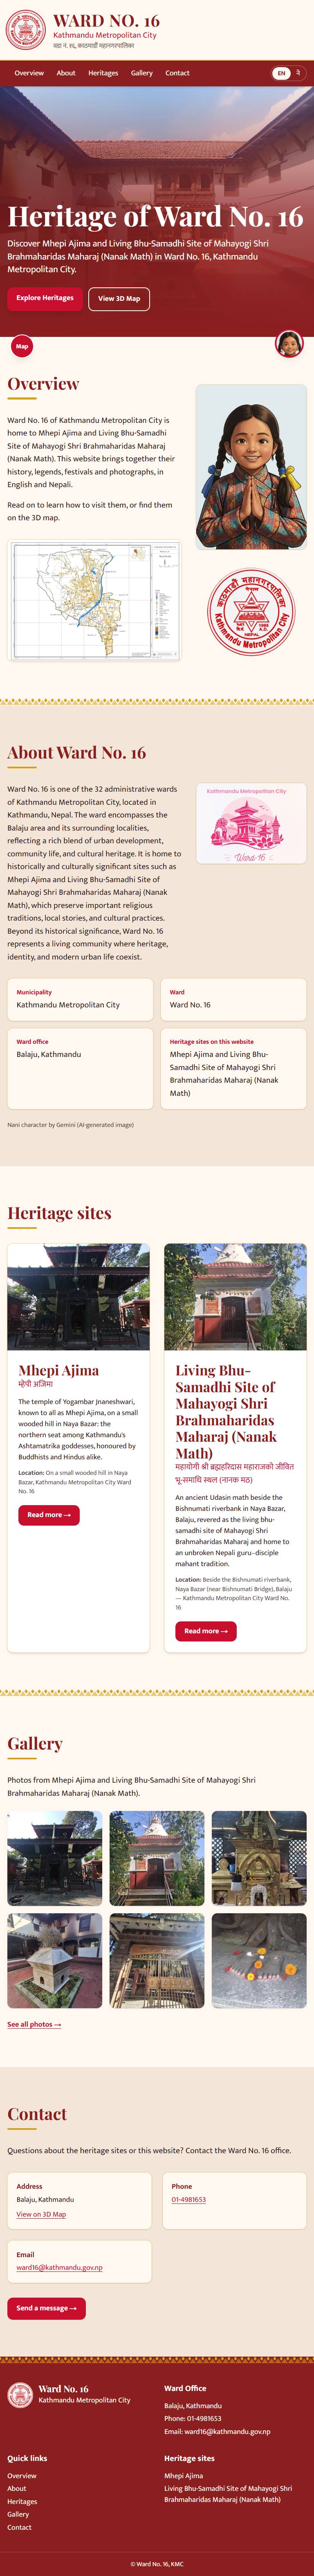 WARD NO. 16
Kathmandu Metropolitan City
वडा नं. १६, काठमाडौं महानगरपालिका
Overview
About
Heritages
Gallery
Contact
EN
ने
Heritage of Ward No. 16
Discover Mhepi Ajima and Living Bhu-Samadhi Site of Mahayogi Shri
Brahmaharidas Maharaj (Nanak Math) in Ward No. 16, Kathmandu
Metropolitan City.
Explore Heritages
View 3D Map
Map
Overview
Ward No. 16 of Kathmandu Metropolitan City is
home to Mhepi Ajima and Living Bhu-Samadhi
Site of Mahayogi Shri Brahmaharidas Maharaj
(Nanak Math). This website brings together their
history, legends, festivals and photographs, in
English and Nepali.
Read on to learn how to visit them, or find them
on the 3D map.
काठमाडौं महानगरपालिका
Kathmandu Metropolitan City
NEPAL
About Ward No. 16
Ward No. 16 is one of the 32 administrative wards
of Kathmandu Metropolitan City, located in
Kathmandu, Nepal. The ward encompasses the
Balaju area and its surrounding localities,
reflecting a rich blend of urban development,
community life, and cultural heritage. It is home to
historically and culturally significant sites such as
Mhepi Ajima and Living Bhu-Samadhi Site of
Mahayogi Shri Brahmaharidas Maharaj (Nanak
Math), which preserve important religious
traditions, local stories, and cultural practices.
Beyond its historical significance, Ward No. 16
represents a living community where heritage,
identity, and modern urban life coexist.
Kathmandu Metropolitan City
Ward-16
Municipality
Kathmandu Metropolitan City
Ward
Ward No. 16
Ward office
Balaju, Kathmandu
Heritage sites on this website
Mhepi Ajima and Living Bhu-
Samadhi Site of Mahayogi Shri
Brahmaharidas Maharaj (Nanak
Math)
Nani character by Gemini (AI-generated image)
Heritage sites
Mhepi Ajima
म्हेपी अजिमा
The temple of Yogambar Jnaneshwari,
known to all as Mhepi Ajima, on a small
wooded hill in Naya Bazar: the
northern seat among Kathmandu's
Ashtamatrika goddesses, honoured by
Buddhists and Hindus alike.
Location: On a small wooded hill in Naya
Bazar, Kathmandu Metropolitan City Ward
No. 16
Read more →
Living Bhu-
Samadhi Site of
Mahayogi Shri
Brahmaharidas
Maharaj (Nanak
Math)
महायोगी श्री ब्रह्महरिदास महाराजको जीवित
भू-समाधि स्थल (नानक मठ)
An ancient Udasin math beside the
Bishnumati riverbank in Naya Bazar,
Balaju, revered as the living bhu-
samadhi site of Mahayogi Shri
Brahmaharidas Maharaj and home to
an unbroken Nepali guru–disciple
mahant tradition.
Location: Beside the Bishnumati riverbank,
Naya Bazar (near Bishnumati Bridge), Balaju
— Kathmandu Metropolitan City Ward No.
16
Read more →
Gallery
Photos from Mhepi Ajima and Living Bhu-Samadhi Site of Mahayogi Shri
Brahmaharidas Maharaj (Nanak Math).
See all photos →
Contact
Questions about the heritage sites or this website? Contact the Ward No. 16 office.
Address
Balaju, Kathmandu
View on 3D Map
Phone
01-4981653
Email
ward16@kathmandu.gov.np
Send a message →
Ward No. 16
Kathmandu Metropolitan City
Ward Office
Balaju, Kathmandu
Phone: 01-4981653
Email: ward16@kathmandu.gov.np
Quick links
Overview
About
Heritages
Gallery
Contact
Heritage sites
Mhepi Ajima
Living Bhu-Samadhi Site of Mahayogi Shri
Brahmaharidas Maharaj (Nanak Math)
© Ward No. 16, KMC